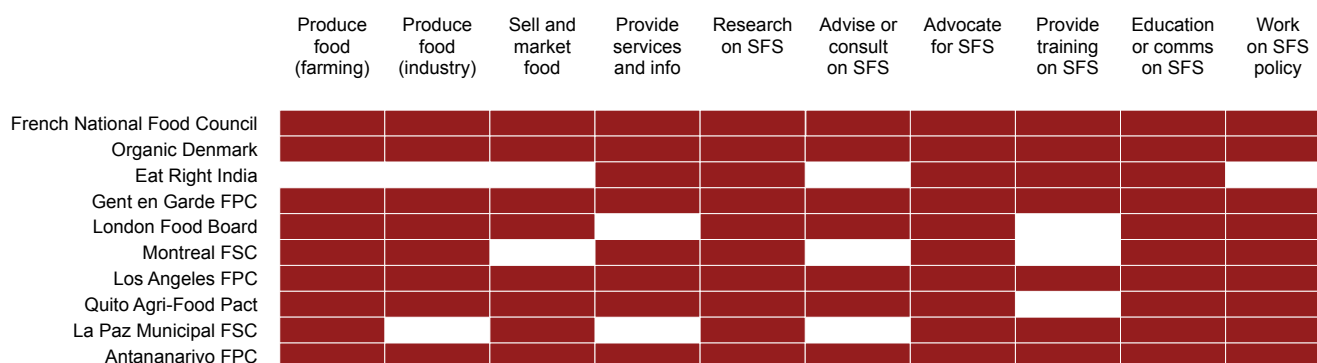 Produce food (farming)
Produce food (industry)
Sell and market food
Provide services and info
Research on SFS
Advise or consult on SFS
Advocate for SFS
Provide training on SFS
Education or comms on SFS
Work on SFS policy
French National Food Council
Organic Denmark
Eat Right India
Gent en Garde FPC
London Food Board
Montreal FSC
Los Angeles FPC
Quito Agri-Food Pact
La Paz Municipal FSC
Antananarivo FPC